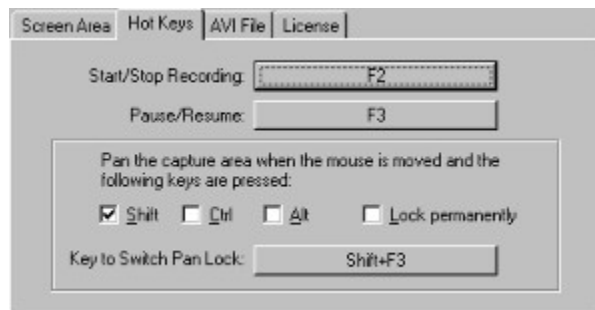 Screen Area Hot Keys AVI File License
Start/Stop Recording: F2
Pause/Resume: F3
Pan the capture area when the mouse is moved and the
following keys are pressed:
Shift Ctrl Alt Lock permanently
Key to Switch Pan Lock: Shift+F3